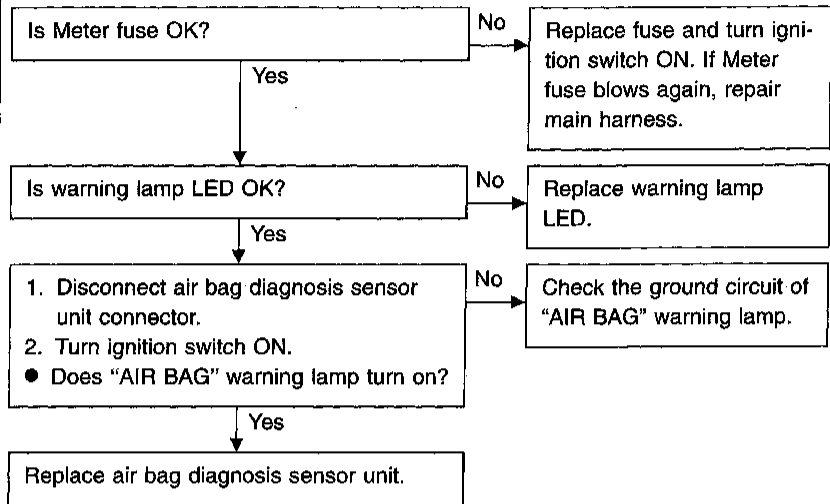 Is Meter fuse OK?
No
Replace fuse and turn igni-
tion switch ON. If Meter
fuse blows again, repair
main harness.
Yes
Is warning lamp LED OK?
No
Replace warning lamp
LED.
Yes
1. Disconnect air bag diagnosis sensor
unit connector.
2. Turn ignition switch ON.
● Does “AIR BAG” warning lamp turn on?
No
Check the ground circuit of
“AIR BAG” warning lamp.
Yes
Replace air bag diagnosis sensor unit.